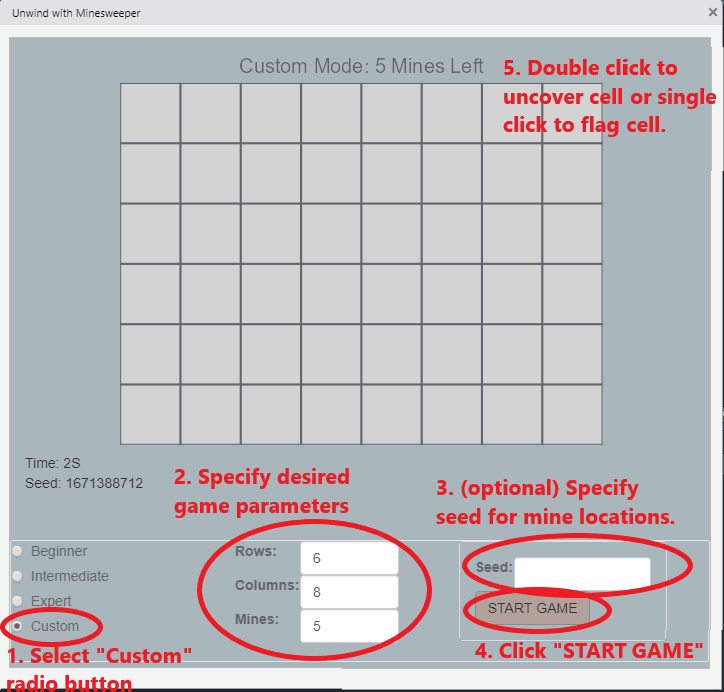 Unwind with Minesweeper
Custom Mode: 5 Mines Left
5. Double click to
uncover cell or single
click to flag cell.
Time: 2S
Seed: 1671388712
2. Specify desired
game parameters
3. (optional) Specify
seed for mine locations.
Beginner
Intermediate
Expert
Custom
Rows: 6
Columns: 8
Mines: 5
Seed:
START GAME
1. Select "Custom"
radio button
4. Click "START GAME"